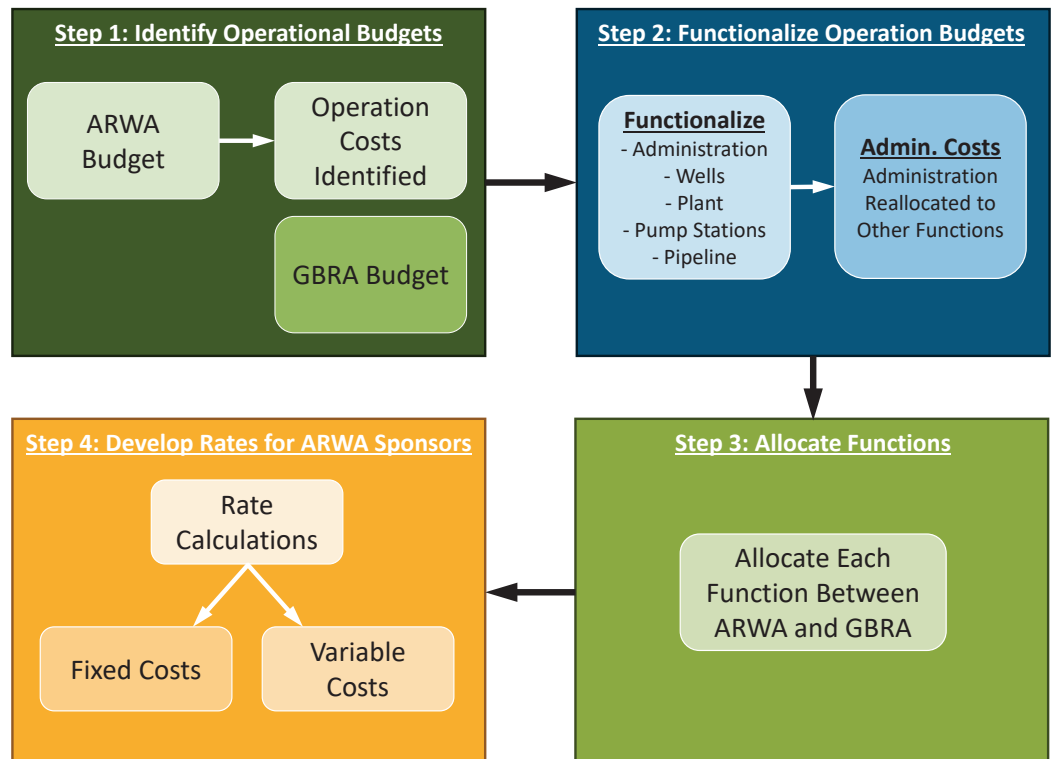 Step 1: Identify Operational Budgets
ARWA
Budget
Operation
Costs
Identified
GBRA Budget
Step 2: Functionalize Operation Budgets
Functionalize
- Administration
- Wells
- Plant
- Pump Stations
- Pipeline
Admin. Costs
Administration
Reallocated to
Other Functions
Step 3: Allocate Functions
Allocate Each
Function Between
ARWA and GBRA
Step 4: Develop Rates for ARWA Sponsors
Rate
Calculations
Fixed Costs
Variable
Costs